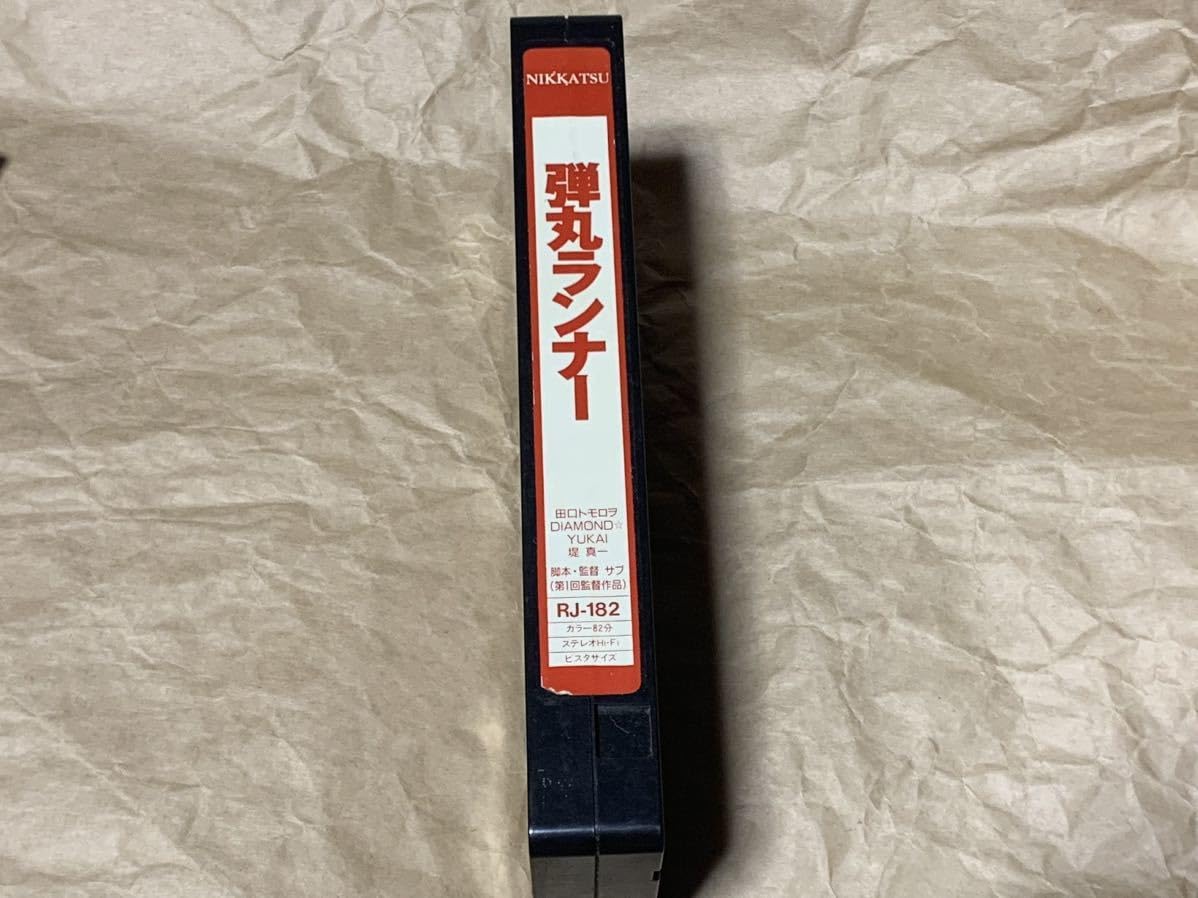 NIKKATSU
弾丸ランナー
田口トモロヲ
DIAMOND☆
YUKAI
堤 真一
脚本・監督 サブ
(第1回監督作品)
RJ-182
カラー82分
ステレオHi-Fi
ビスタサイズ